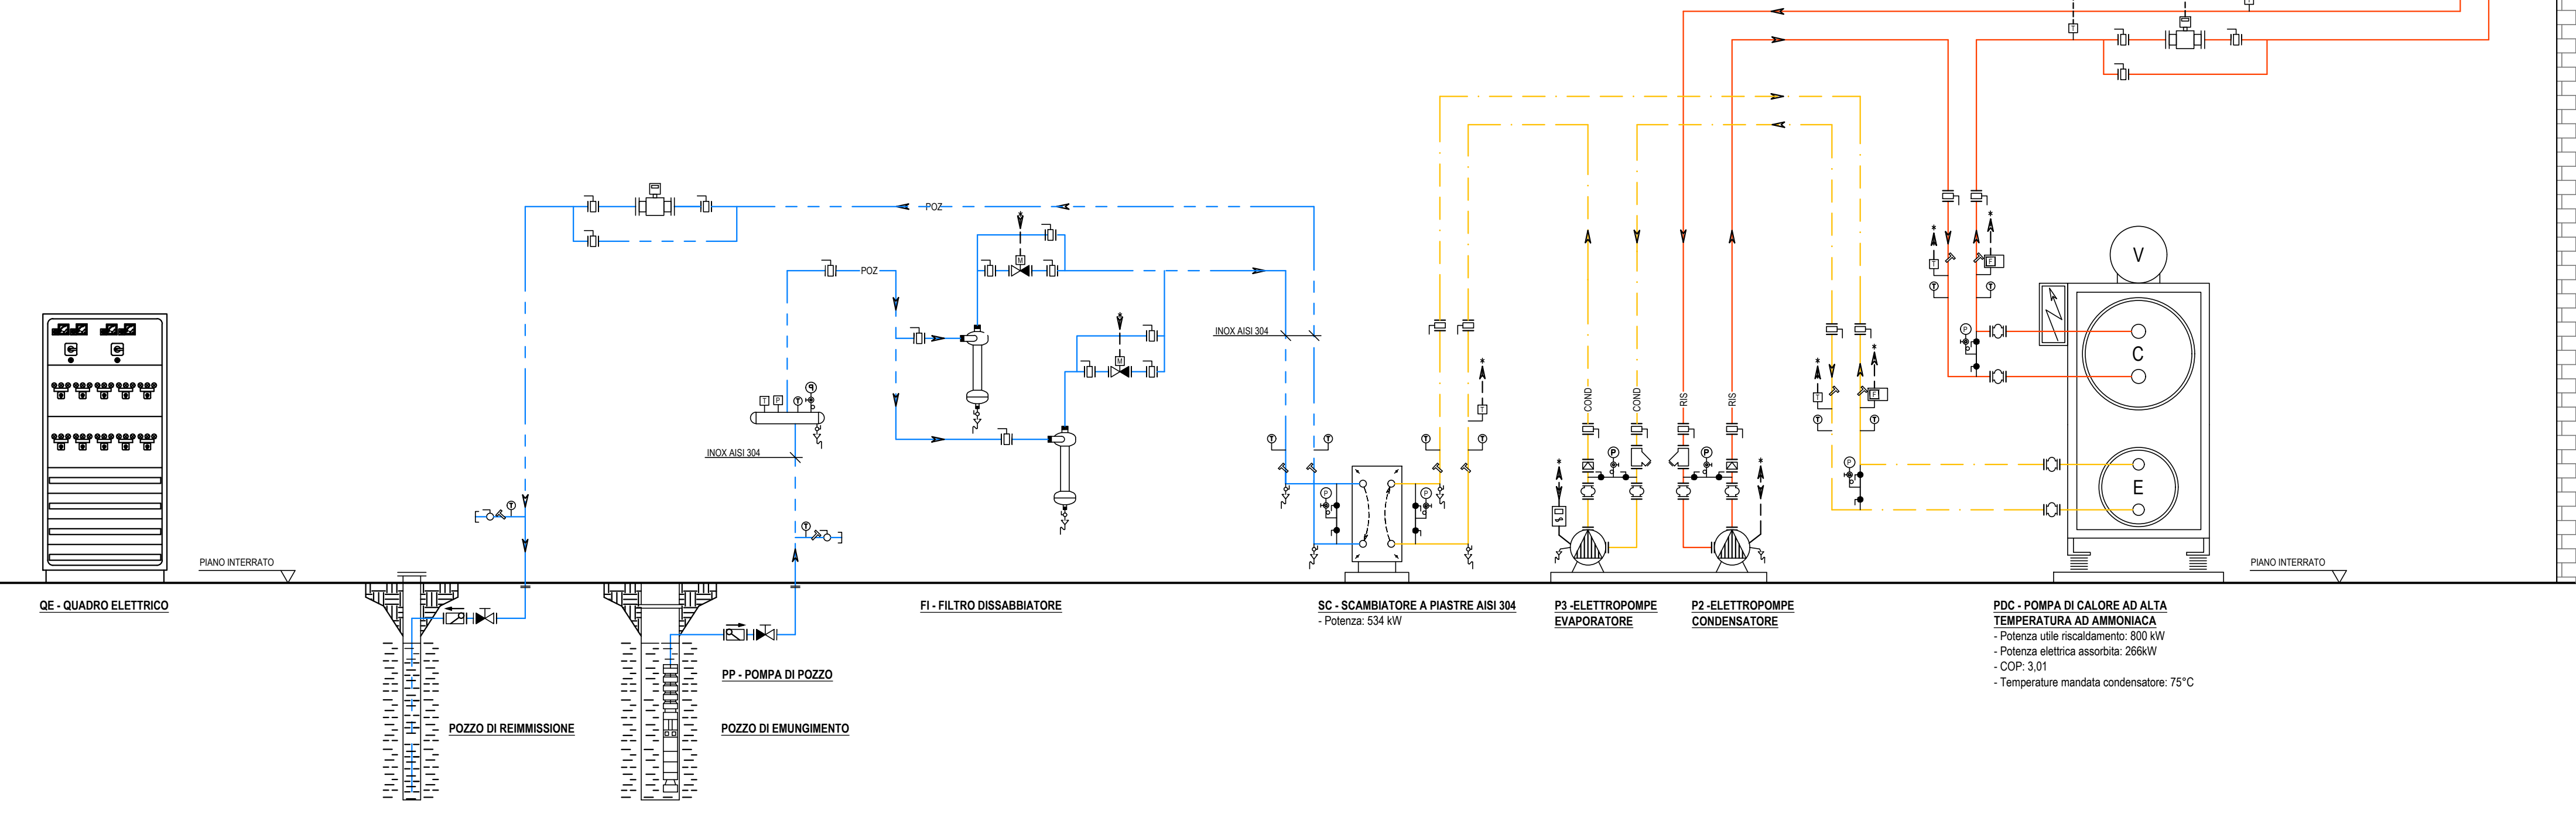 POZ
POZ
INOX AISI 304
INOX AISI 304
COND
COND
RIS
RIS
V
C
E
T
P
T
P
T
T
M
M
T
T
P
P
T
T
T
P
P
T
T
F
P
T
T
F
T
T
P
T
T
PIANO INTERRATO
PIANO INTERRATO
QE - QUADRO ELETTRICO
FI - FILTRO DISSABBIATORE
SC - SCAMBIATORE A PIASTRE AISI 304
- Potenza: 534 kW
P3 -ELETTROPOMPE
EVAPORATORE
P2 -ELETTROPOMPE
CONDENSATORE
PDC - POMPA DI CALORE AD ALTA
TEMPERATURA AD AMMONIACA
- Potenza utile riscaldamento: 800 kW
- Potenza elettrica assorbita: 266kW
- COP: 3,01
- Temperature mandata condensatore: 75°C
PP - POMPA DI POZZO
POZZO DI REIMMISSIONE
POZZO DI EMUNGIMENTO